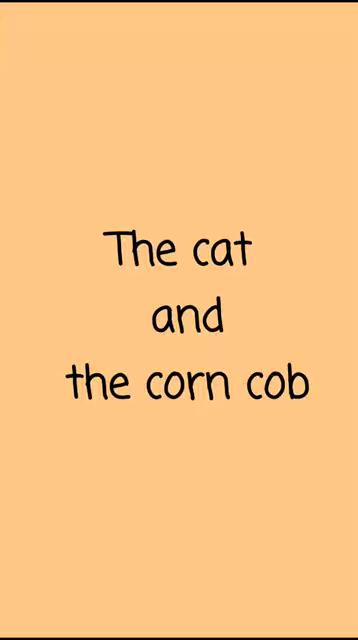 The cat
and
the corn cob